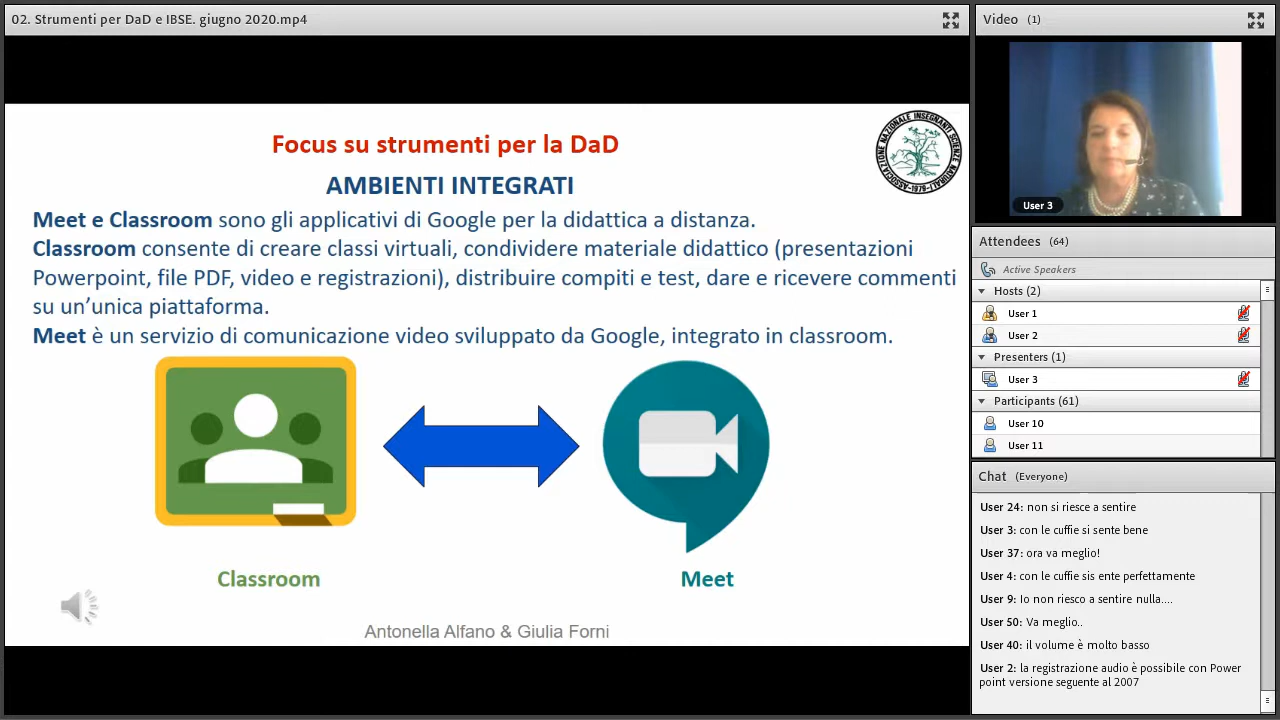 02. Strumenti per DaD e IBSE. giugno 2020.mp4
Focus su strumenti per la DaD
AMBIENTI INTEGRATI
ASSOCIAZIONE NAZIONALE INSEGNANTI SCIENZE NATURALI
-1979-
Meet e Classroom sono gli applicativi di Google per la didattica a distanza.
Classroom consente di creare classi virtuali, condividere materiale didattico (presentazioni
Powerpoint, file PDF, video e registrazioni), distribuire compiti e test, dare e ricevere commenti
su un’unica piattaforma.
Meet è un servizio di comunicazione video sviluppato da Google, integrato in classroom.
Classroom
Meet
Antonella Alfano & Giulia Forni
Video (1)
User 3
Attendees (64)
Active Speakers
Hosts (2)
User 1
User 2
Presenters (1)
User 3
Participants (61)
User 10
User 11
Chat (Everyone)
User 24: non si riesce a sentire
User 3: con le cuffie si sente bene
User 37: ora va meglio!
User 4: con le cuffie sis ente perfettamente
User 9: Io non riesco a sentire nulla....
User 50: Va meglio..
User 40: il volume è molto basso
User 2: la registrazione audio è possibile con Power
point versione seguente al 2007